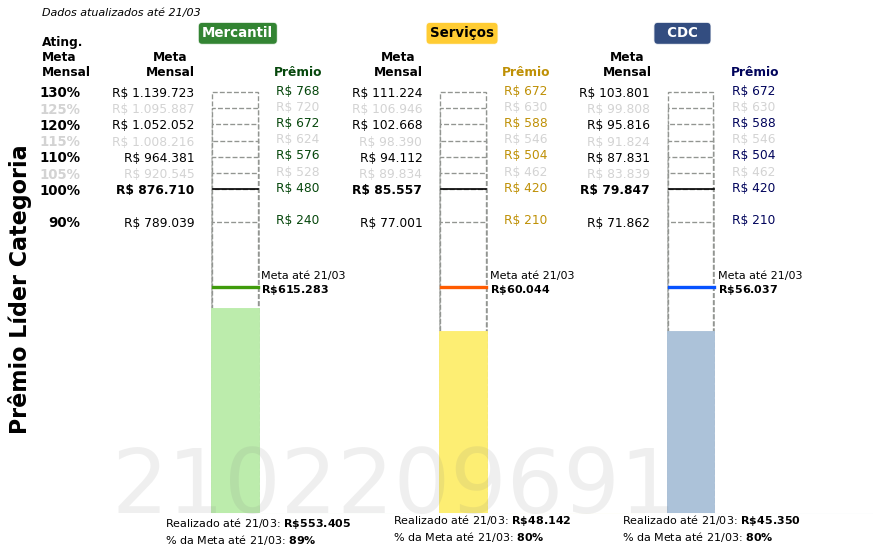 Dados atualizados até 21/03
Mercantil Serviços CDC
Ating.
Meta
Mensal
Meta
Mensal Prêmio Meta
Mensal Prêmio Meta
Mensal Prêmio
130% R$ 1.139.723 R$ 768 R$ 111.224 R$ 672 R$ 103.801 R$ 672
125% R$ 1.095.887 R$ 720 R$ 106.946 R$ 630 R$ 99.808 R$ 630
120% R$ 1.052.052 R$ 672 R$ 102.668 R$ 588 R$ 95.816 R$ 588
115% R$ 1.008.216 R$ 624 R$ 98.390 R$ 546 R$ 91.824 R$ 546
110% R$ 964.381 R$ 576 R$ 94.112 R$ 504 R$ 87.831 R$ 504
105% R$ 920.545 R$ 528 R$ 89.834 R$ 462 R$ 83.839 R$ 462
100% R$ 876.710 R$ 480 R$ 85.557 R$ 420 R$ 79.847 R$ 420
90% R$ 789.039 R$ 240 R$ 77.001 R$ 210 R$ 71.862 R$ 210
Meta até 21/03 Meta até 21/03 Meta até 21/03
R$615.283 R$60.044 R$56.037
Prêmio Líder Categoria
2102209691
Realizado até 21/03: R$553.405 Realizado até 21/03: R$48.142 Realizado até 21/03: R$45.350
% da Meta até 21/03: 89% % da Meta até 21/03: 80% % da Meta até 21/03: 80%